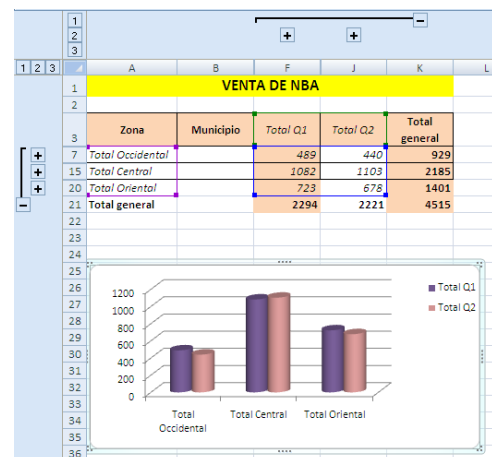 1
2
3
1 2 3
A B F J K L
1 VENTA DE NBA
2
3 Zona Municipio Total Q1 Total Q2 Total general
7 Total Occidental 489 440 929
15 Total Central 1082 1103 2185
20 Total Oriental 723 678 1401
21 Total general 2294 2221 4515
22
23
24
25
26
27
28
29
30
31
32
33
34
35
36
1200
1000
800
600
400
200
0
Total Occidental
Total Central
Total Oriental
Total Q1
Total Q2